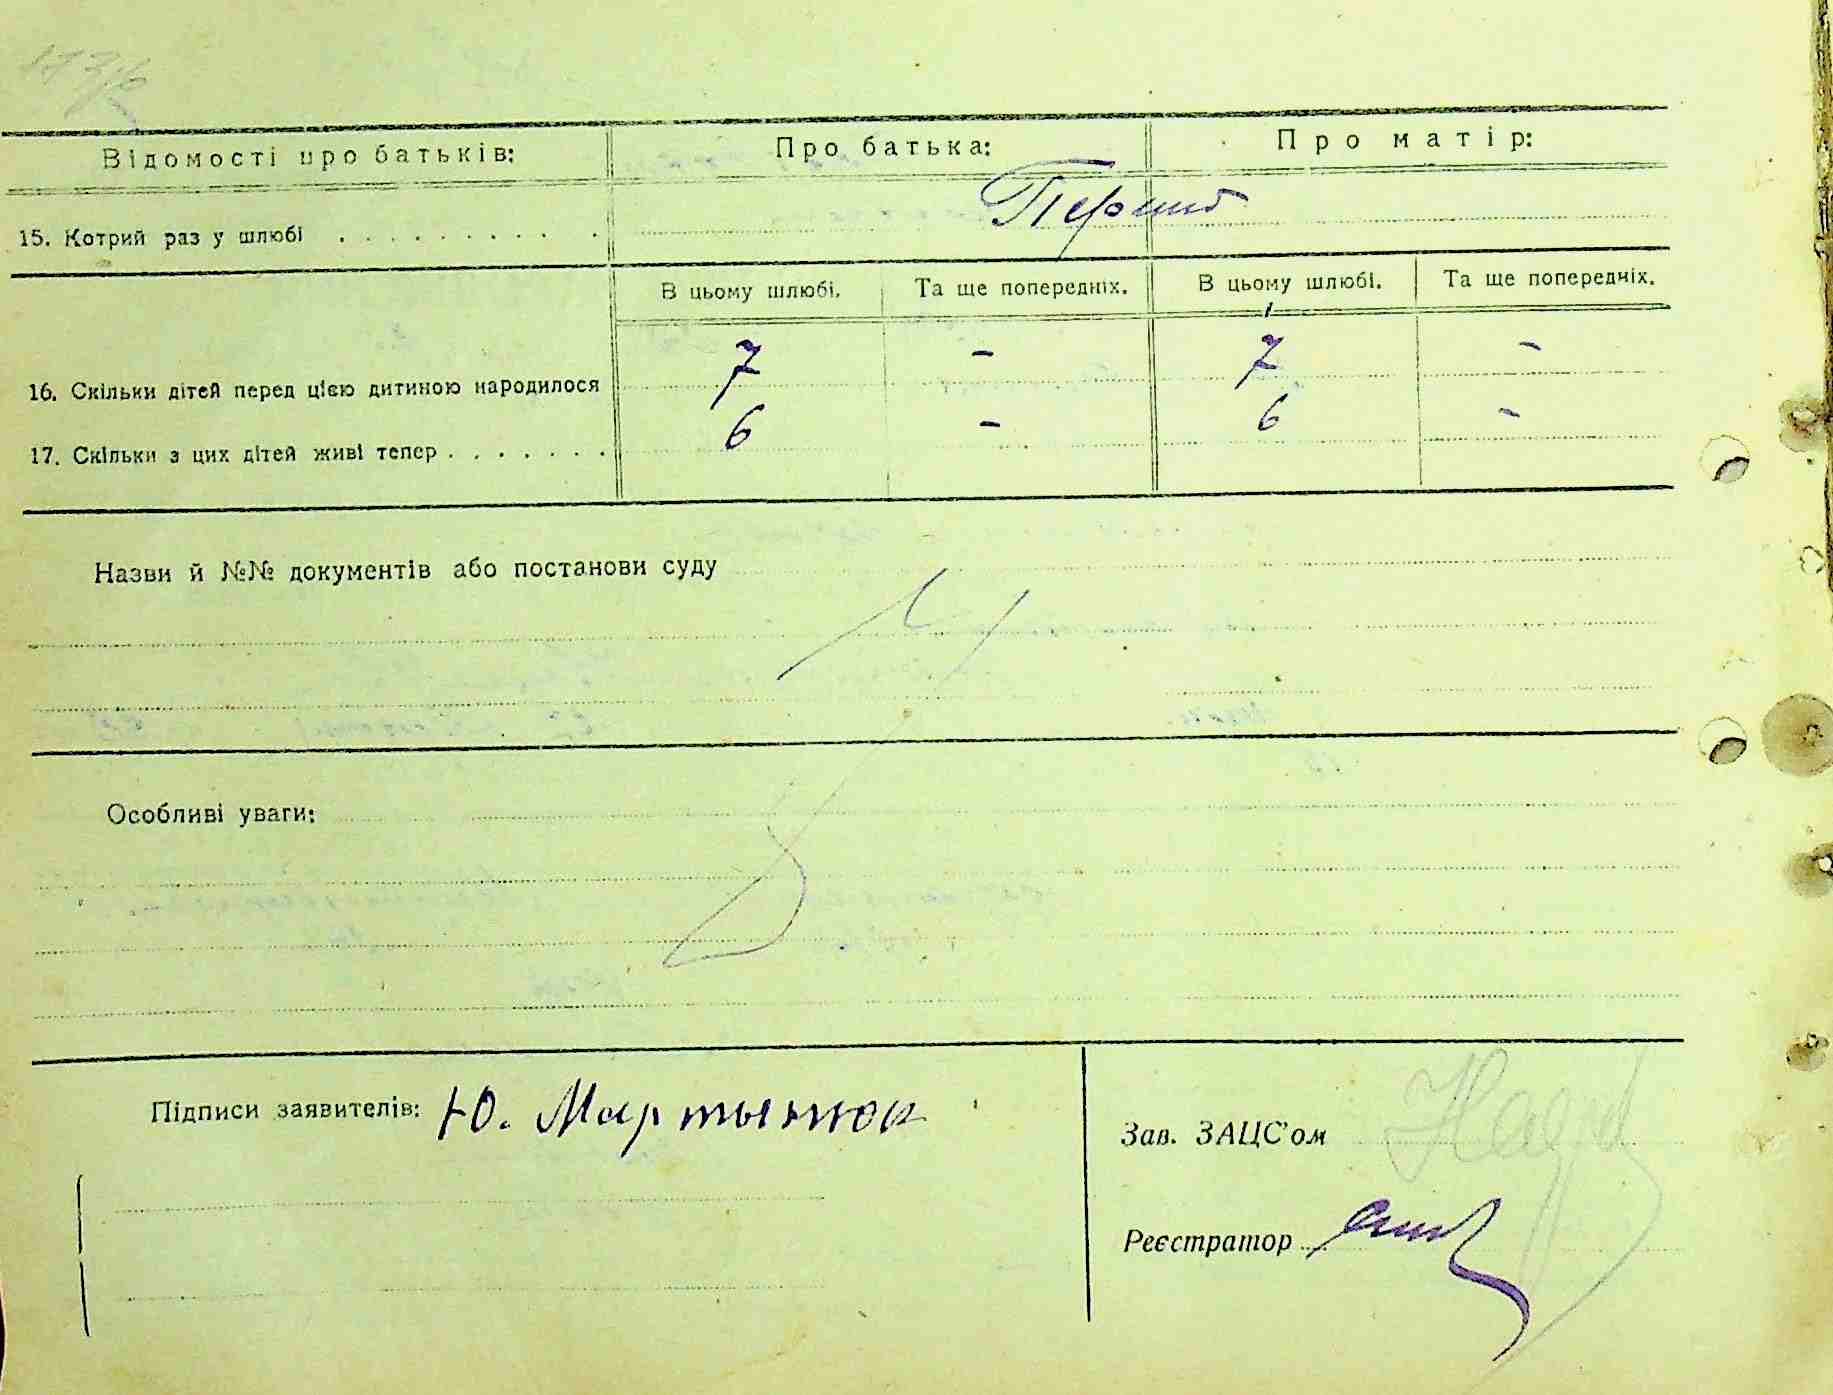 Відомості про батьків: Про батька: Про матір:
15. Котрий раз у шлюбі . . . . . . . . . . Перший
В цьому шлюбі. Та ще попередніх. В цьому шлюбі. Та ще попередніх.
16. Скільки дітей перед цією дитиною народилося 7 - 7 -
17. Скільки з цих дітей живі тепер . . . . . . . 6 - 6 -
Назви й №№ документів або постанови суду
Особливі уваги:
Підписи заявителів: Ю. Мартынюк
Зав. ЗАЦС'ом
Реєстратор